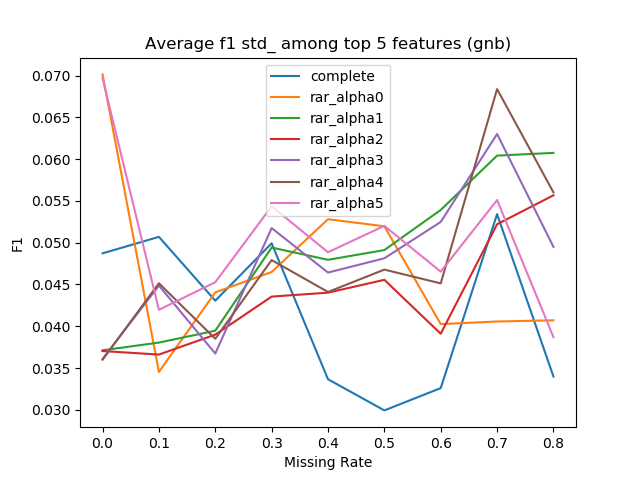 Average f1 std_ among top 5 features (gnb)
complete
rar_alpha0
rar_alpha1
rar_alpha2
rar_alpha3
rar_alpha4
rar_alpha5
F1
0.070
0.065
0.060
0.055
0.050
0.045
0.040
0.035
0.030
0.0 0.1 0.2 0.3 0.4 0.5 0.6 0.7 0.8
Missing Rate